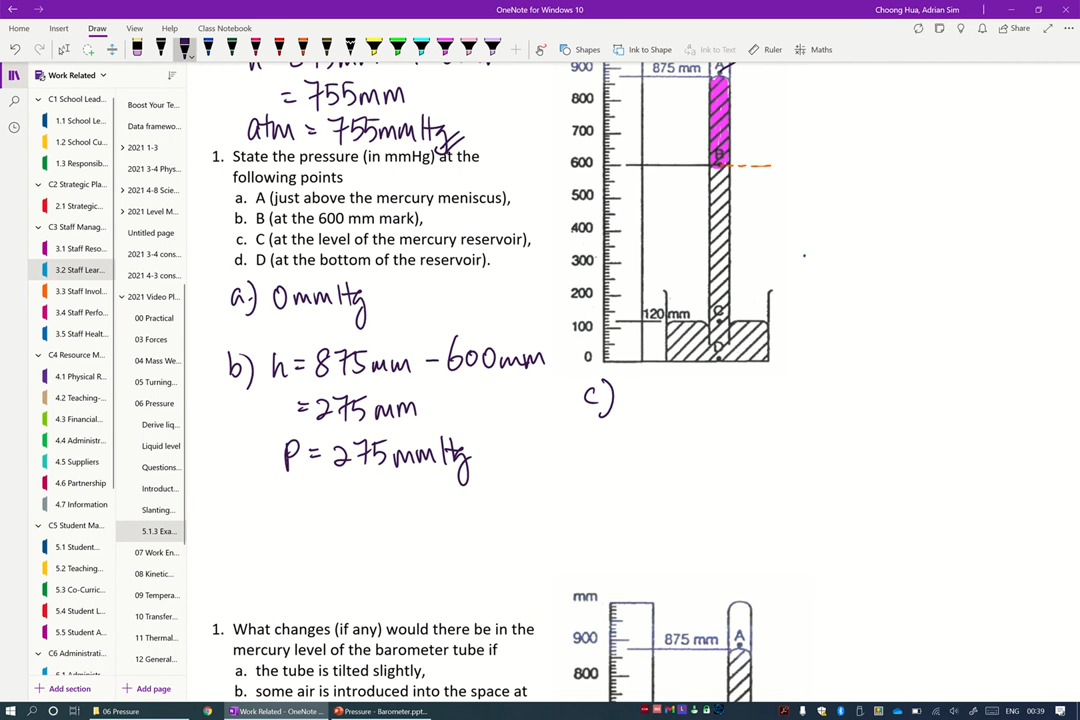 OneNote for Windows 10
Choong Hua, Adrian Sim
Home Insert Draw View Help Class Notebook
Share
Shapes
Ink to Shape
Ink to Text
Ruler
Maths
Work Related
C1 School Lead...
1.1 School Le...
1.2 School Cu...
1.3 Responsib...
C2 Strategic Pla...
2.1 Strategic...
C3 Staff Manag...
3.1 Staff Reso...
3.2 Staff Lear...
3.3 Staff Invol...
3.4 Staff Perfo...
3.5 Staff Healt...
C4 Resource M...
4.1 Physical R...
4.2 Teaching-...
4.3 Financial...
4.4 Administr...
4.5 Suppliers
4.6 Partnership
4.7 Information
C5 Student Ma...
5.1 Student...
5.2 Teaching...
5.3 Co-Curric...
5.4 Student L...
5.5 Student A...
C6 Administrati...
Add section
Boost Your Te...
Data framewo...
2021 1-3
2021 3-4 Phys...
2021 4-8 Scie...
2021 Level M...
Untitled page
2021 3-4 cons...
2021 4-3 cons...
2021 Video Pl...
00 Practical
03 Forces
04 Mass We...
05 Turning...
06 Pressure
Derive liq...
Liquid level
Questions...
Introduct...
Slanting...
5.1.3 Exa...
07 Work En...
08 Kinetic...
09 Tempera...
10 Transfer...
11 Thermal...
12 General...
Add page
= 755mm
atm = 755mmHg
1. State the pressure (in mmHg) at the
following points
a. A (just above the mercury meniscus),
b. B (at the 600 mm mark),
c. C (at the level of the mercury reservoir),
d. D (at the bottom of the reservoir).
a.) 0mmHg
b) h = 875mm - 600mm
= 275mm
P = 275mmHg
900 875 mm A
800
700
600 B
500
400
300
200
120 mm C
100
0 D
c)
1. What changes (if any) would there be in the
mercury level of the barometer tube if
a. the tube is tilted slightly,
b. some air is introduced into the space at
mm
900 875 mm A
800
06 Pressure
Work Related - OneNote ...
Pressure - Barometer.ppt...
ENG 00:39